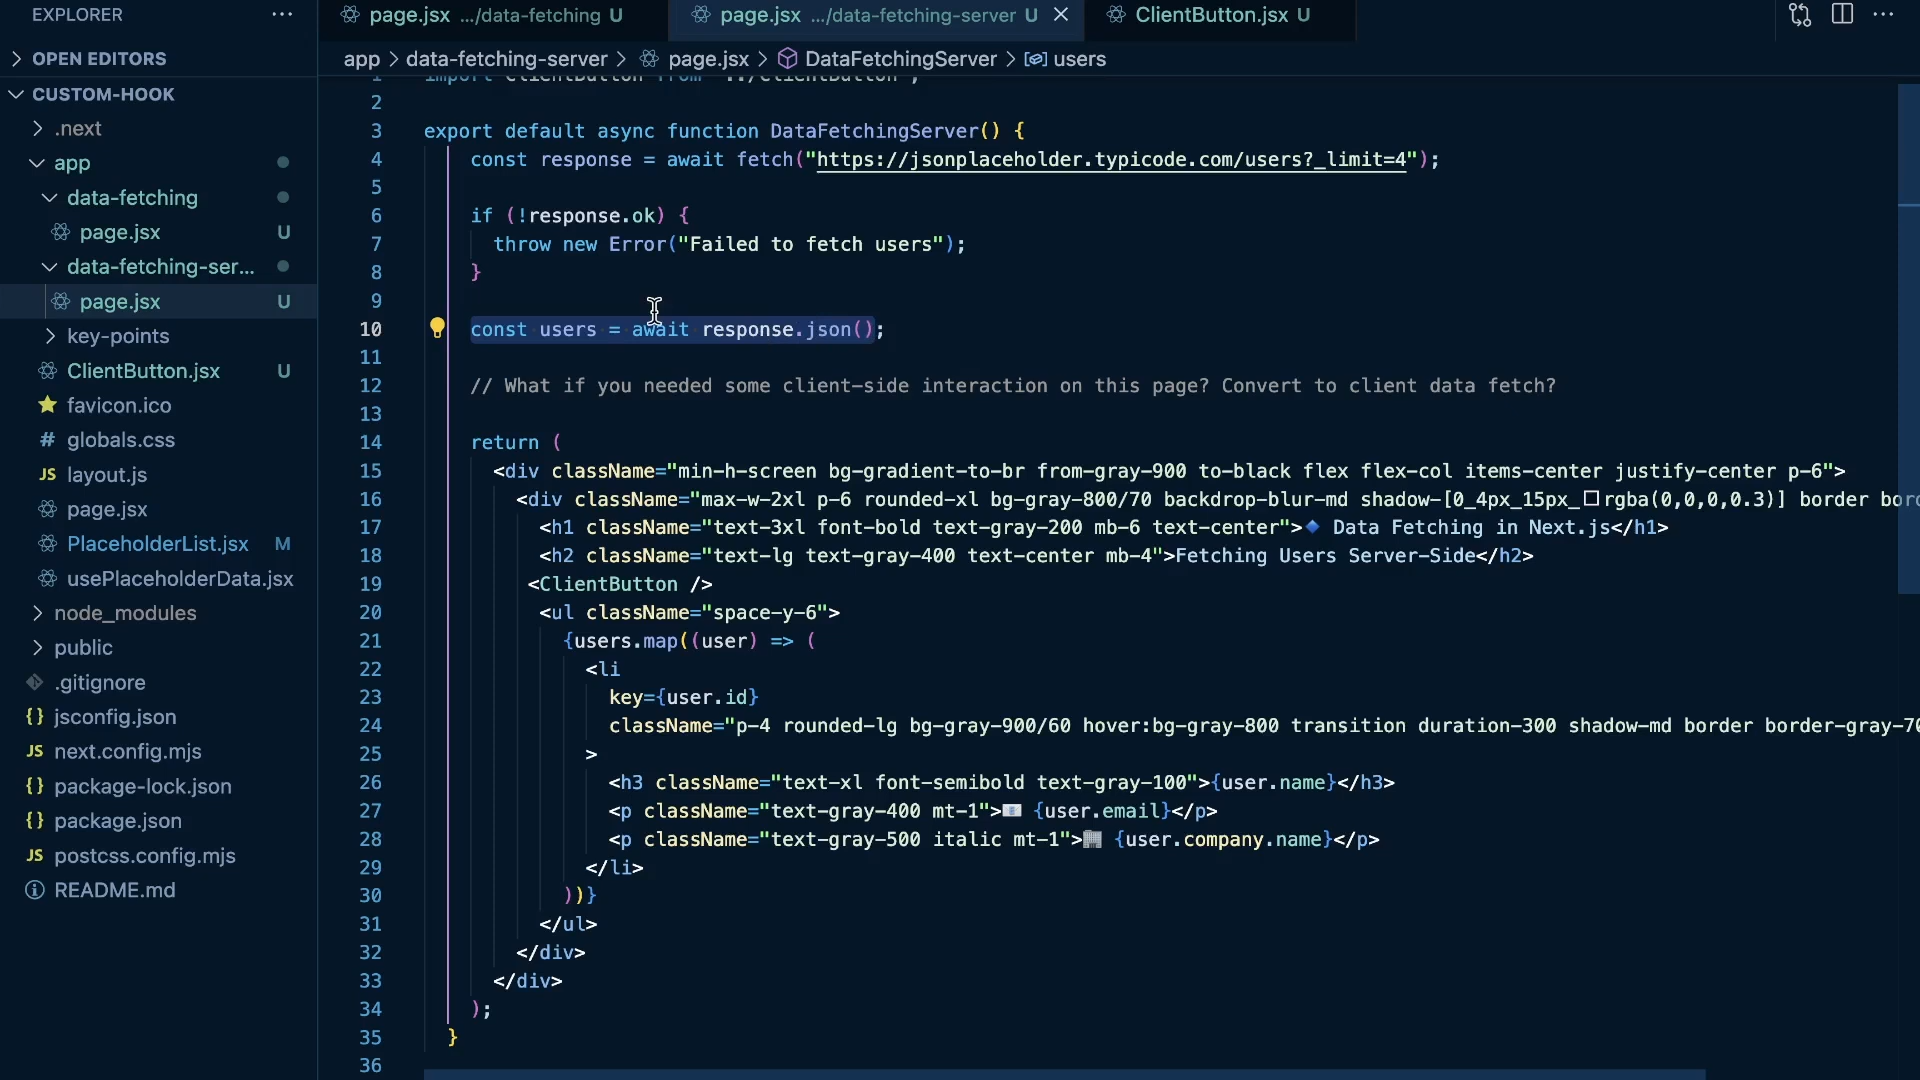 EXPLORER
OPEN EDITORS
CUSTOM-HOOK
.next
app
data-fetching
page.jsx U
data-fetching-ser...
page.jsx U
key-points
ClientButton.jsx U
favicon.ico
# globals.css
JS layout.js
page.jsx
PlaceholderList.jsx M
usePlaceholderData.jsx
node_modules
public
.gitignore
{} jsconfig.json
JS next.config.mjs
{} package-lock.json
{} package.json
JS postcss.config.mjs
README.md
page.jsx .../data-fetching U
page.jsx .../data-fetching-server U
ClientButton.jsx U
app > data-fetching-server > page.jsx > DataFetchingServer > users
1 import ClientButton from "../ClientButton";
2
3 export default async function DataFetchingServer() {
4 const response = await fetch("https://jsonplaceholder.typicode.com/users?_limit=4");
5
6 if (!response.ok) {
7 throw new Error("Failed to fetch users");
8 }
9
10 const users = await response.json();
11
12 // What if you needed some client-side interaction on this page? Convert to client data fetch?
13
14 return (
15 <div className="min-h-screen bg-gradient-to-br from-gray-900 to-black flex flex-col items-center justify-center p-6">
16 <div className="max-w-2xl p-6 rounded-xl bg-gray-800/70 backdrop-blur-md shadow-[0_4px_15px_□rgba(0,0,0,0.3)] border bor
17 <h1 className="text-3xl font-bold text-gray-200 mb-6 text-center">🔹 Data Fetching in Next.js</h1>
18 <h2 className="text-lg text-gray-400 text-center mb-4">Fetching Users Server-Side</h2>
19 <ClientButton />
20 <ul className="space-y-6">
21 {users.map((user) => (
22 <li
23 key={user.id}
24 className="p-4 rounded-lg bg-gray-900/60 hover:bg-gray-800 transition duration-300 shadow-md border border-gray-70
25 >
26 <h3 className="text-xl font-semibold text-gray-100">{user.name}</h3>
27 <p className="text-gray-400 mt-1">📧 {user.email}</p>
28 <p className="text-gray-500 italic mt-1">🏢 {user.company.name}</p>
29 </li>
30 ))}
31 </ul>
32 </div>
33 </div>
34 );
35 }
36